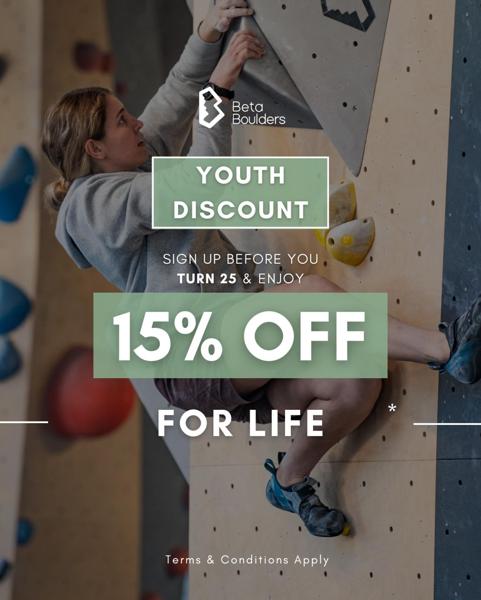 Beta
Boulders
YOUTH
DISCOUNT
SIGN UP BEFORE YOU
TURN 25 & ENJOY
15% OFF
FOR LIFE *
Terms & Conditions Apply